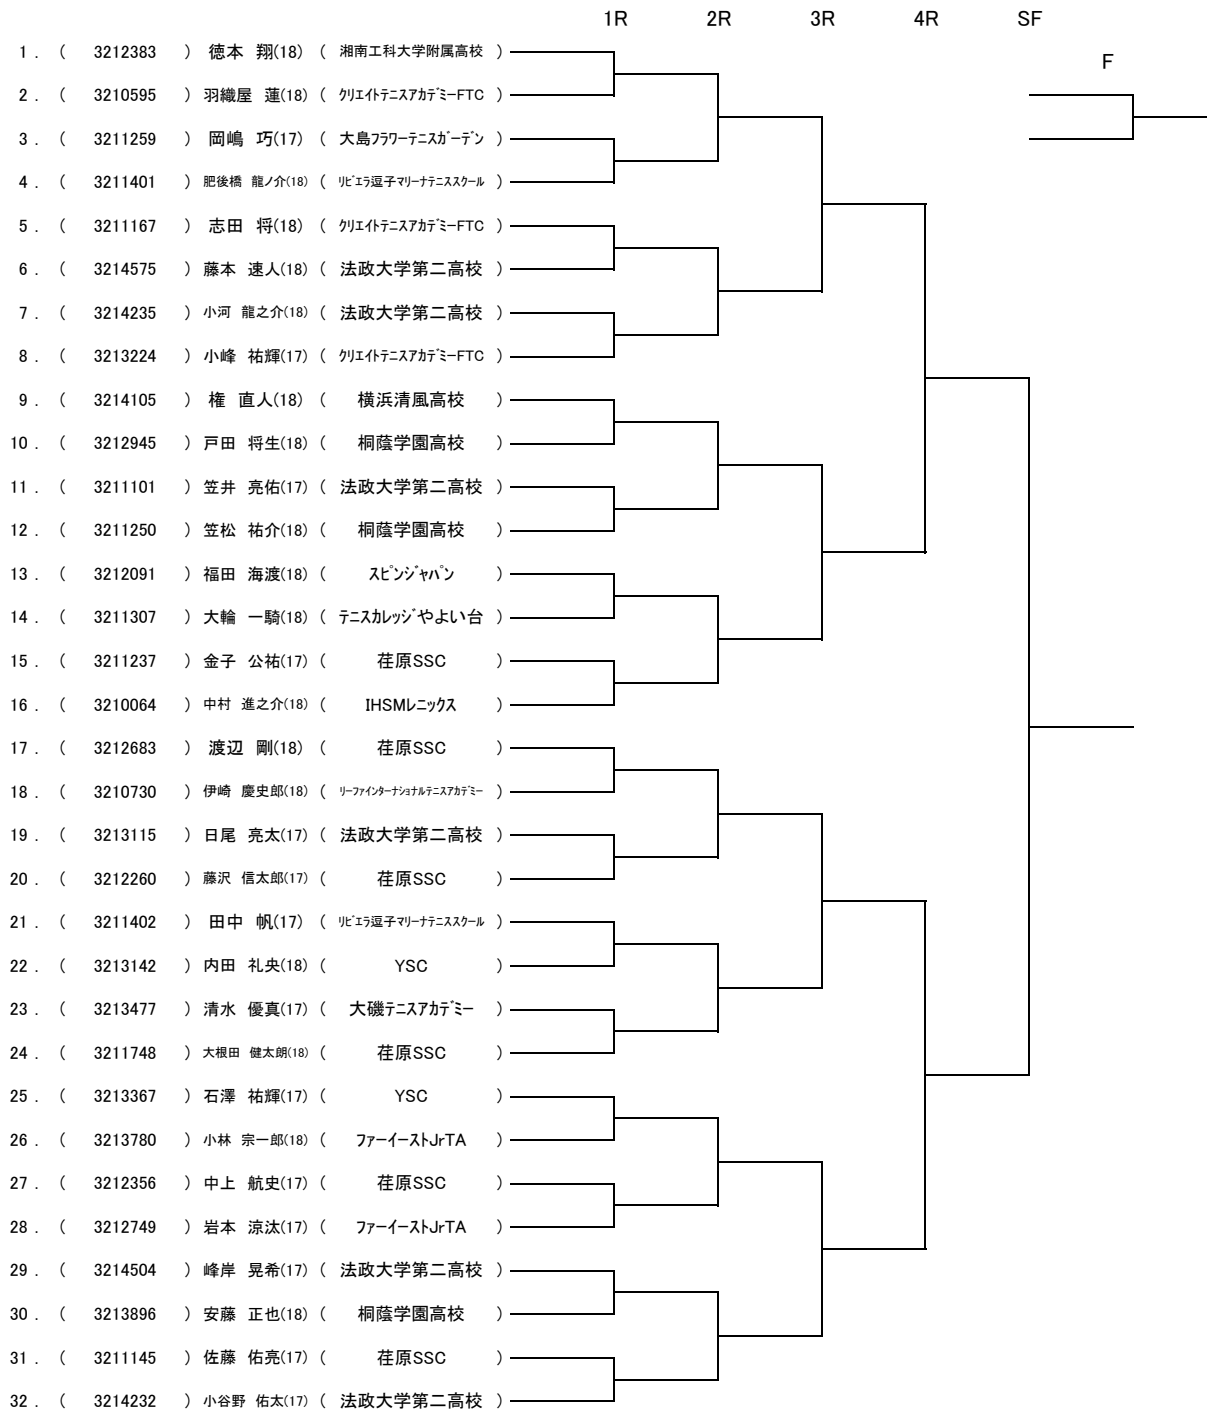 1R 2R 3R 4R SF
F
1 . ( 3212383 ) 徳本 翔(18) ( 湘南工科大学附属高校 )
2 . ( 3210595 ) 羽織屋 蓮(18) ( クリエイトテニスアカデミーFTC )
3 . ( 3211259 ) 岡嶋 巧(17) ( 大島フラワーテニスガーデン )
4 . ( 3211401 ) 肥後橋 龍ノ介(18) ( リビエラ逗子マリーナテニススクール )
5 . ( 3211167 ) 志田 将(18) ( クリエイトテニスアカデミーFTC )
6 . ( 3214575 ) 藤本 速人(18) ( 法政大学第二高校 )
7 . ( 3214235 ) 小河 龍之介(18) ( 法政大学第二高校 )
8 . ( 3213224 ) 小峰 祐輝(17) ( クリエイトテニスアカデミーFTC )
9 . ( 3214105 ) 権 直人(18) ( 横浜清風高校 )
10 . ( 3212945 ) 戸田 将生(18) ( 桐蔭学園高校 )
11 . ( 3211101 ) 笠井 亮佑(17) ( 法政大学第二高校 )
12 . ( 3211250 ) 笠松 祐介(18) ( 桐蔭学園高校 )
13 . ( 3212091 ) 福田 海渡(18) ( スピンジャパン )
14 . ( 3211307 ) 大輪 一騎(18) ( テニスカレッジやよい台 )
15 . ( 3211237 ) 金子 公祐(17) ( 荏原SSC )
16 . ( 3210064 ) 中村 進之介(18) ( IHSMレニックス )
17 . ( 3212683 ) 渡辺 剛(18) ( 荏原SSC )
18 . ( 3210730 ) 伊崎 慶史郎(18) ( リーファインターナショナルテニスアカデミー )
19 . ( 3213115 ) 日尾 亮太(17) ( 法政大学第二高校 )
20 . ( 3212260 ) 藤沢 信太郎(17) ( 荏原SSC )
21 . ( 3211402 ) 田中 帆(17) ( リビエラ逗子マリーナテニススクール )
22 . ( 3213142 ) 内田 礼央(18) ( YSC )
23 . ( 3213477 ) 清水 優真(17) ( 大磯テニスアカデミー )
24 . ( 3211748 ) 大根田 健太朗(18) ( 荏原SSC )
25 . ( 3213367 ) 石澤 祐輝(17) ( YSC )
26 . ( 3213780 ) 小林 宗一郎(18) ( ファーイーストJrTA )
27 . ( 3212356 ) 中上 航史(17) ( 荏原SSC )
28 . ( 3212749 ) 岩本 涼汰(17) ( ファーイーストJrTA )
29 . ( 3214504 ) 峰岸 晃希(17) ( 法政大学第二高校 )
30 . ( 3213896 ) 安藤 正也(18) ( 桐蔭学園高校 )
31 . ( 3211145 ) 佐藤 佑亮(17) ( 荏原SSC )
32 . ( 3214232 ) 小谷野 佑太(17) ( 法政大学第二高校 )